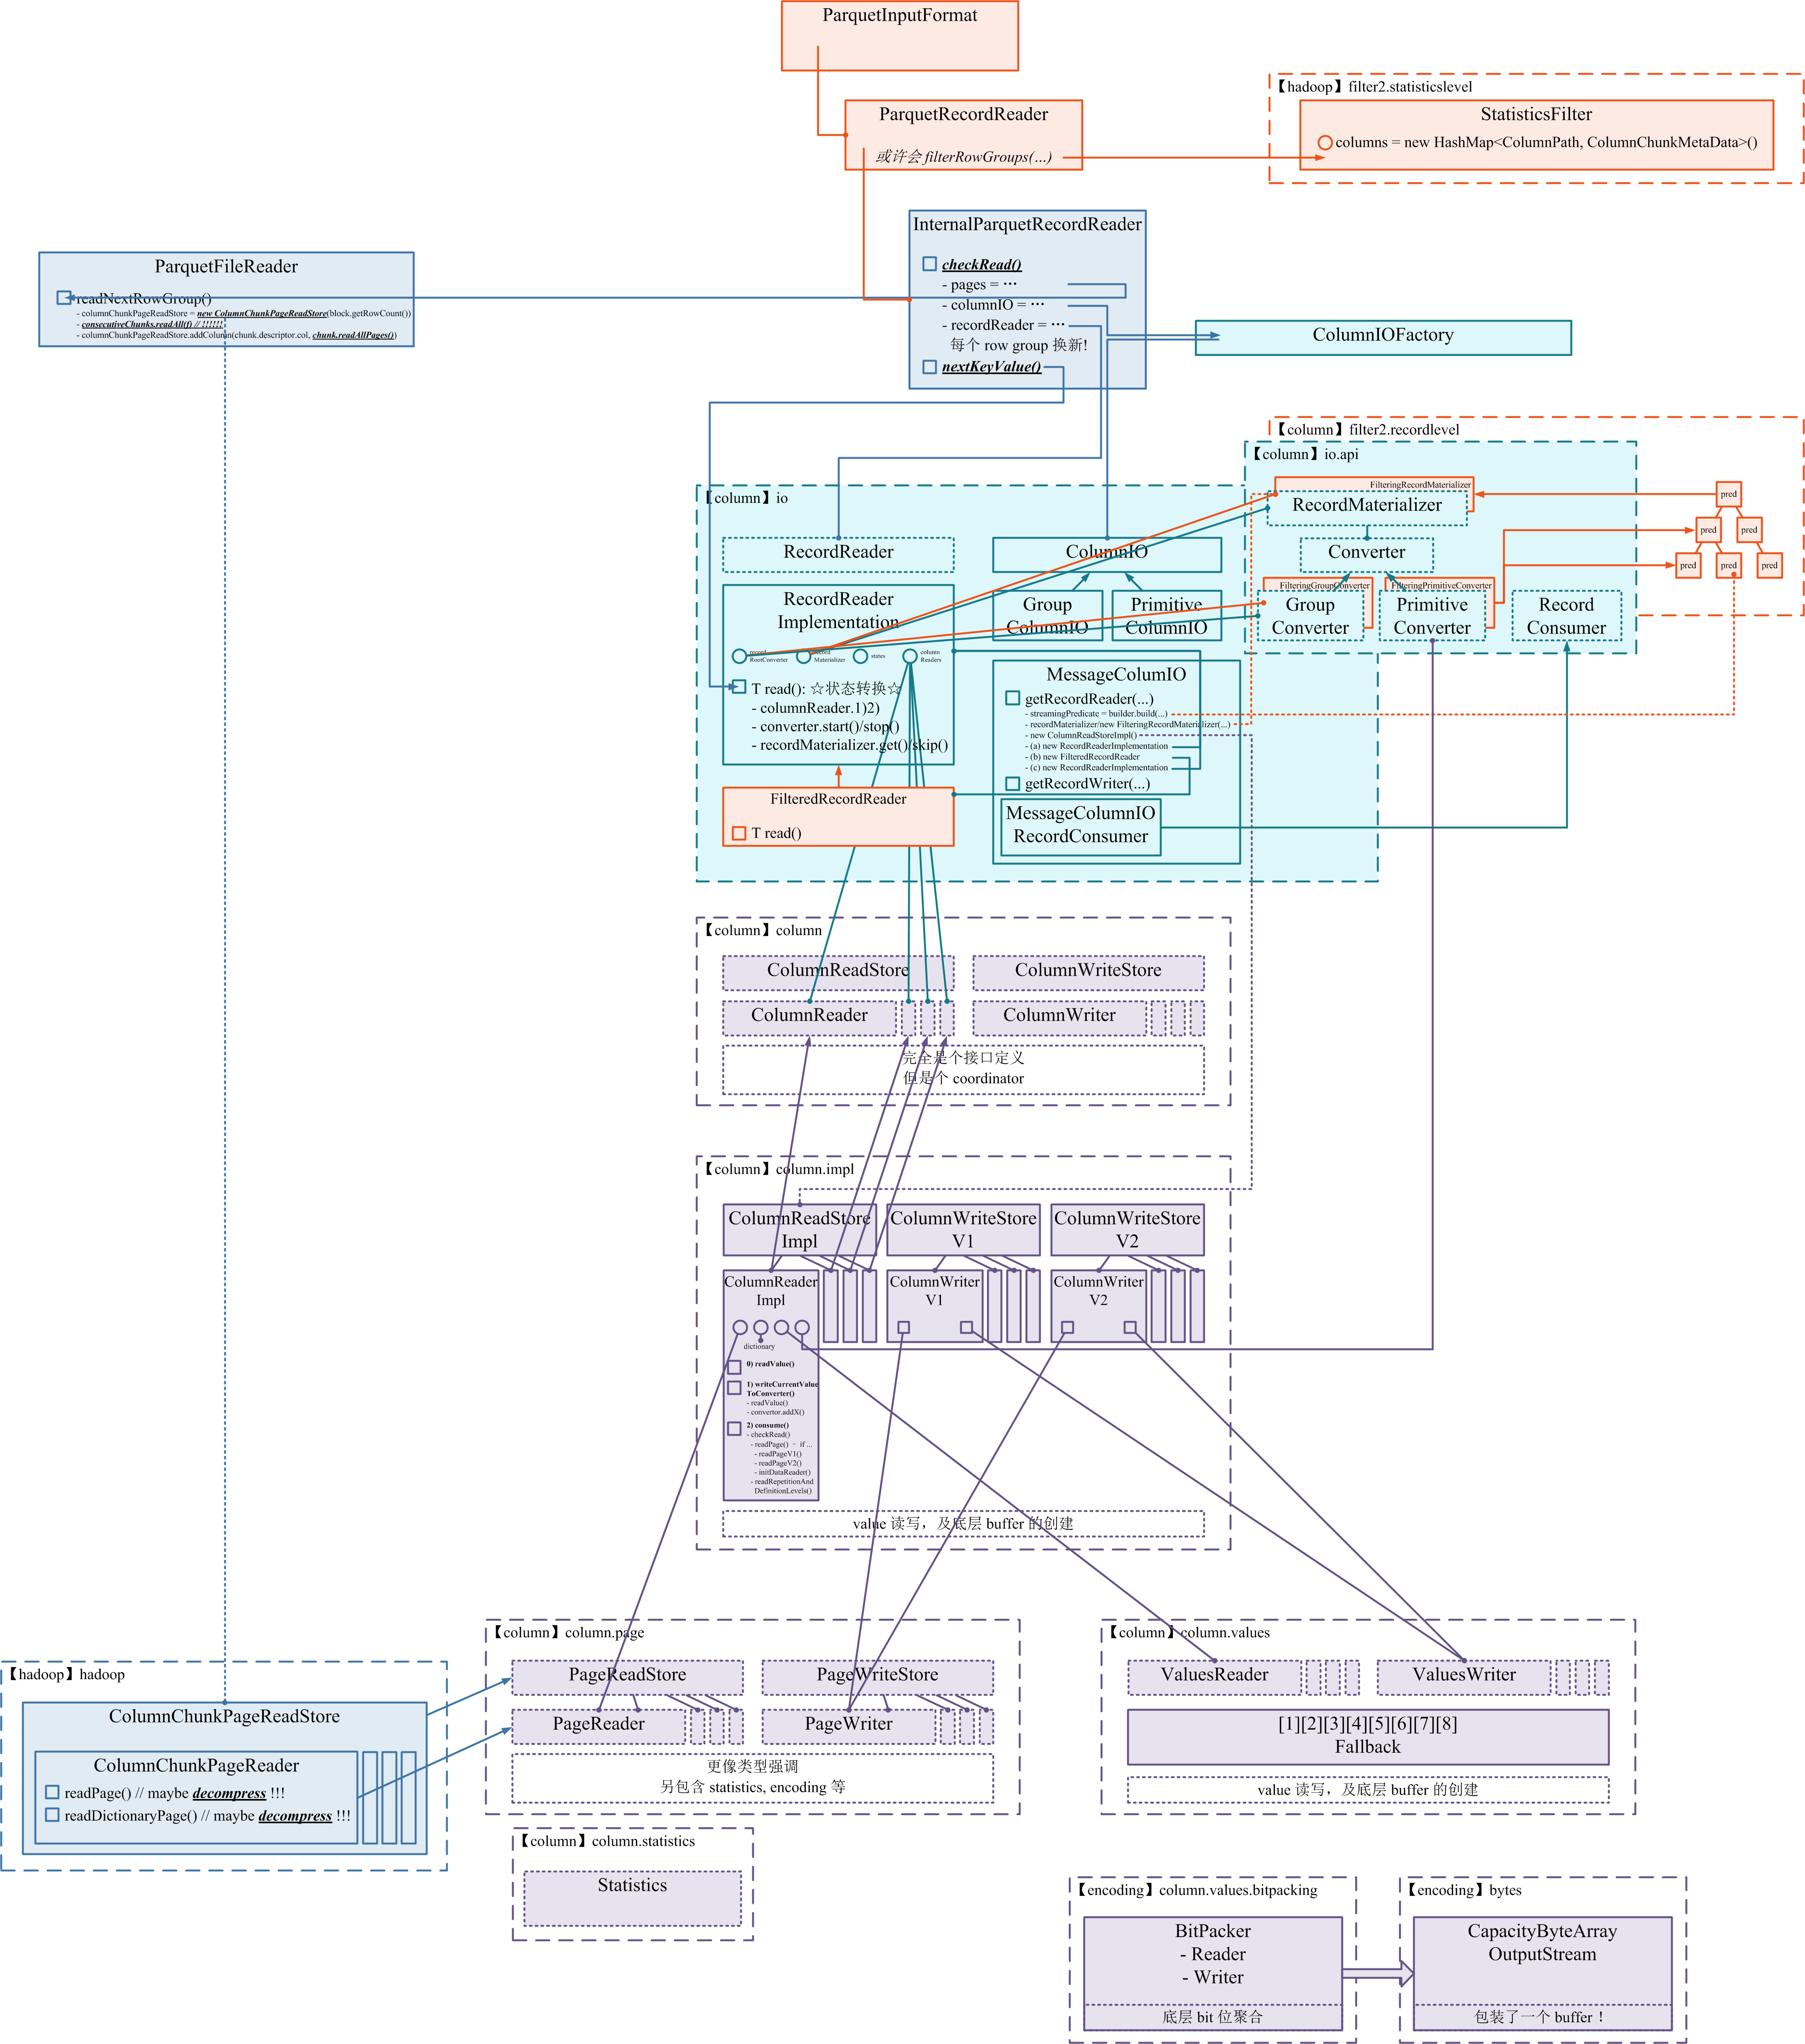 ParquetInputFormat
ParquetRecordReader
或许会 filterRowGroups(...)
【hadoop】filter2.statisticslevel
StatisticsFilter
columns = new HashMap<ColumnPath, ColumnChunkMetaData>()
InternalParquetRecordReader
checkRead()
- pages = ···
- columnIO = ···
- recordReader = ···
每个 row group 换新!
nextKeyValue()
ParquetFileReader
readNextRowGroup()
- columnChunkPageReadStore = new ColumnChunkPageReadStore(block.getRowCount())
- consecutiveChunks.readAll(f) // !!!!!!
- columnChunkPageReadStore.addColumn(chunk.descriptor.col, chunk.readAllPages())
ColumnIOFactory
【column】filter2.recordlevel
【column】io.api
FilteringRecordMaterializer
RecordMaterializer
Converter
FilteringGroupConverter
Group
Converter
FilteringPrimitiveConverter
Primitive
Converter
Record
Consumer
pred
pred
pred
pred
pred
pred
【column】io
RecordReader
ColumnIO
RecordReader
Implementation
record
RootConverter
record
Materializer
states
column
Readers
T read(): ☆状态转换☆
- columnReader.1)2)
- converter.start()/stop()
- recordMaterializer.get()/skip()
Group
ColumnIO
Primitive
ColumnIO
MessageColumIO
getRecordReader(...)
- streamingPredicate = builder.build(...)
- recordMaterializer/new FilteringRecordMaterializer(...)
- new ColumnReadStoreImpl()
- (a) new RecordReaderImplementation
- (b) new FilteredRecordReader
- (c) new RecordReaderImplementation
getRecordWriter(...)
MessageColumnIO
RecordConsumer
FilteredRecordReader
T read()
【column】column
ColumnReadStore
ColumnWriteStore
ColumnReader
ColumnWriter
完全是个接口定义
但是个 coordinator
【column】column.impl
ColumnReadStore
Impl
ColumnWriteStore
V1
ColumnWriteStore
V2
ColumnReader
Impl
ColumnWriter
V1
ColumnWriter
V2
dictionary
0) readValue()
1) writeCurrentValue
ToConverter()
- readValue()
- convertor.addX()
2) consume()
- checkRead()
- readPage() – if ...
- readPageV1()
- readPageV2()
- initDataReader()
- readRepetitionAnd
DefinitionLevels()
value 读写，及底层 buffer 的创建
【column】column.page
PageReadStore
PageWriteStore
PageReader
PageWriter
更像类型强调
另包含 statistics, encoding 等
【column】column.values
ValuesReader
ValuesWriter
[1][2][3][4][5][6][7][8]
Fallback
value 读写，及底层 buffer 的创建
【hadoop】hadoop
ColumnChunkPageReadStore
ColumnChunkPageReader
readPage() // maybe decompress !!!
readDictionaryPage() // maybe decompress !!!
【column】column.statistics
Statistics
【encoding】column.values.bitpacking
BitPacker
- Reader
- Writer
底层 bit 位聚合
【encoding】bytes
CapacityByteArray
OutputStream
包装了一个 buffer！